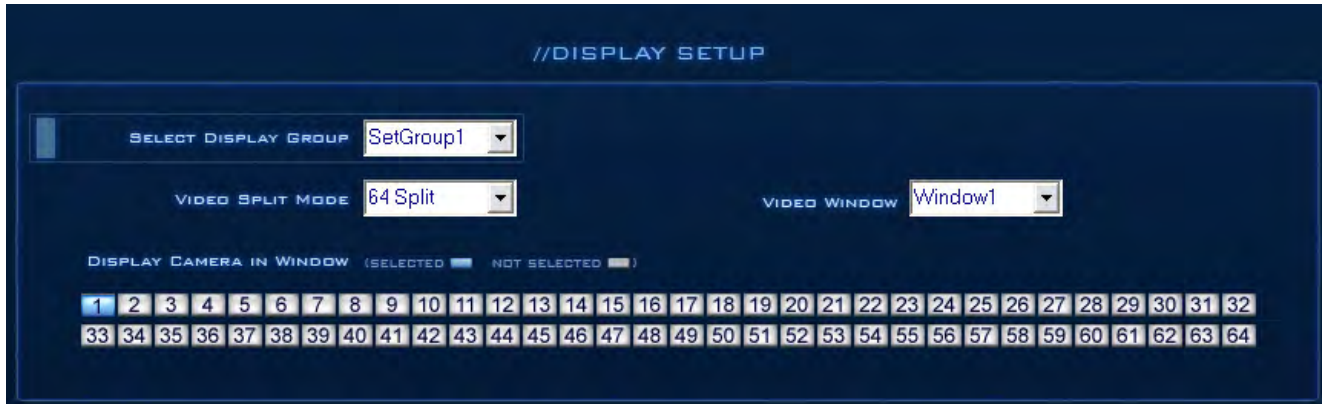 //DISPLAY SETUP
SELECT DISPLAY GROUP SetGroup1
VIDEO SPLIT MODE 64 Split VIDEO WINDOW Window1
DISPLAY CAMERA IN WINDOW (SELECTED NOT SELECTED )
1 2 3 4 5 6 7 8 9 10 11 12 13 14 15 16 17 18 19 20 21 22 23 24 25 26 27 28 29 30 31 32
33 34 35 36 37 38 39 40 41 42 43 44 45 46 47 48 49 50 51 52 53 54 55 56 57 58 59 60 61 62 63 64